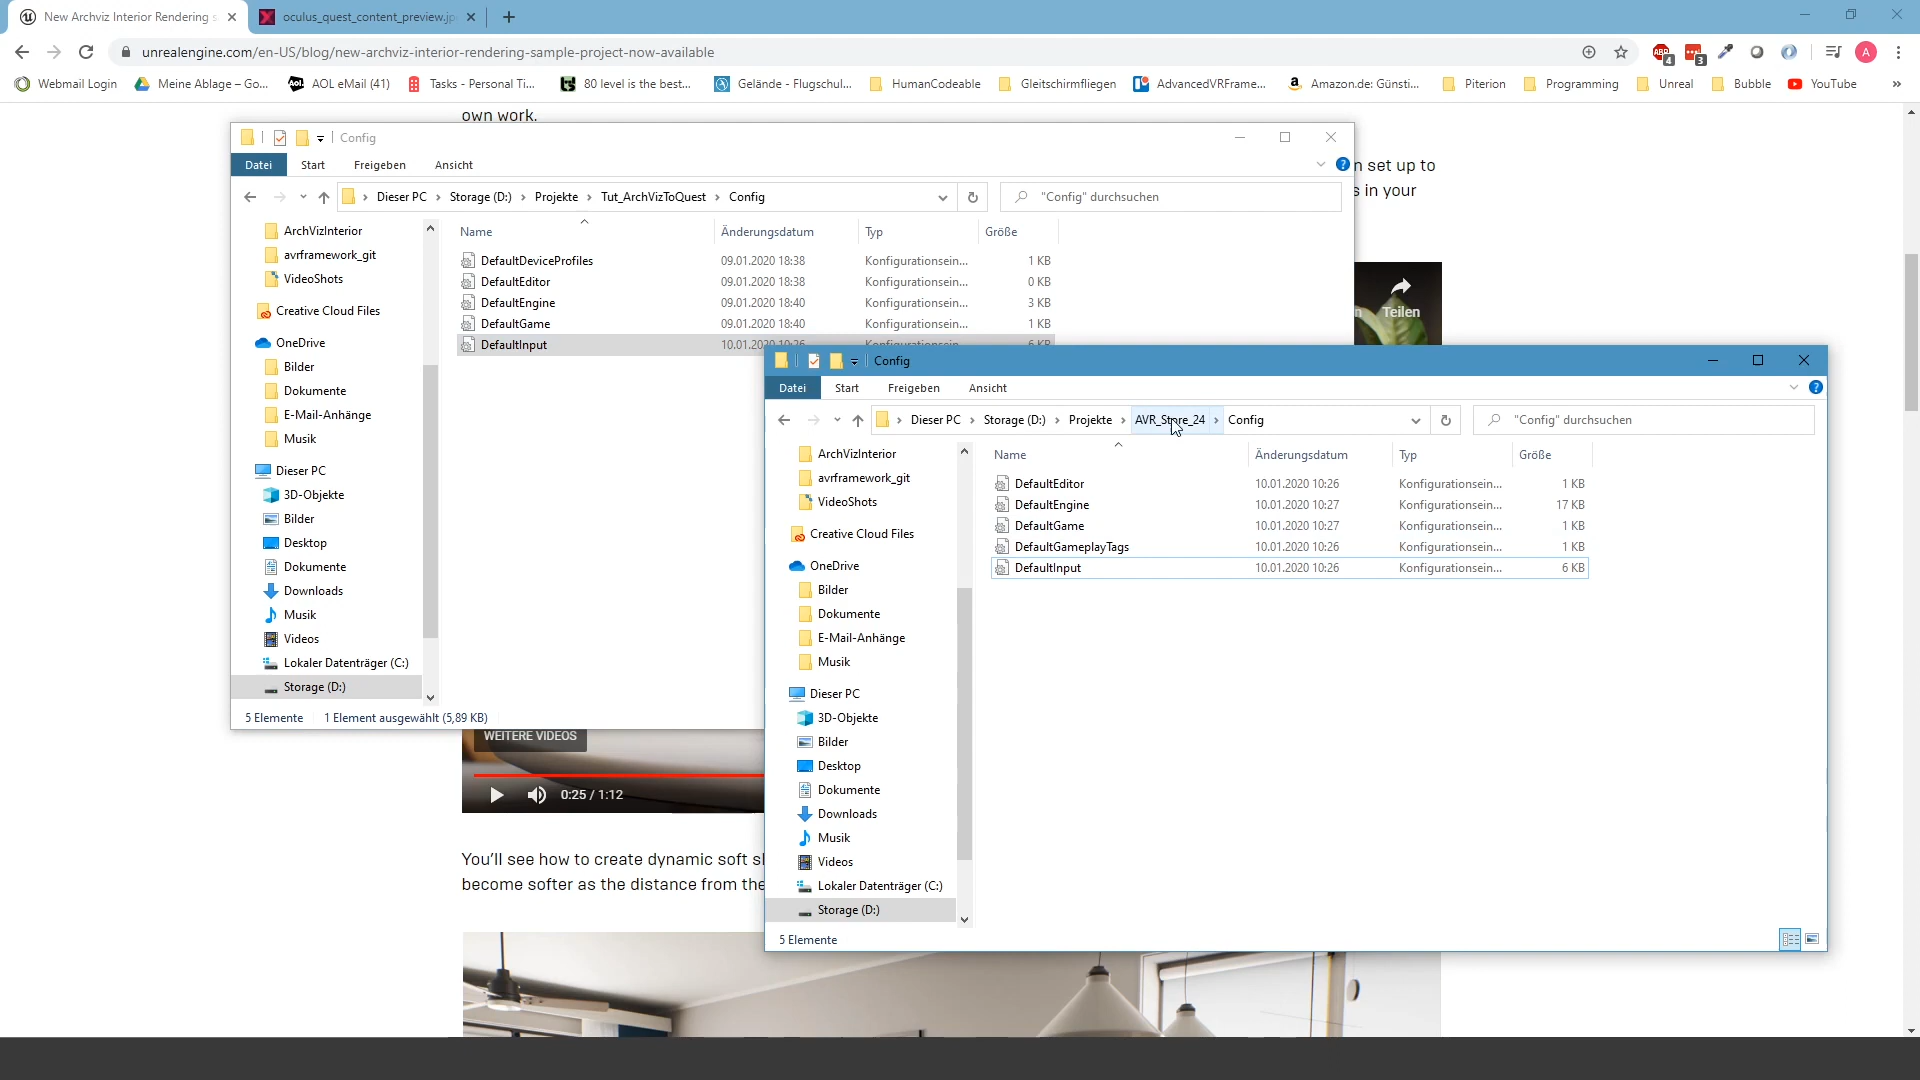 New Archviz Interior Rendering s
oculus_quest_content_preview.jp
unrealengine.com/en-US/blog/new-archviz-interior-rendering-sample-project-now-available
ABP 4
3
A
Webmail Login
Meine Ablage – Go...
AOL eMail (41)
Tasks - Personal Ti...
80 level is the best...
Gelände - Flugschul...
HumanCodeable
Gleitschirmfliegen
AdvancedVRFrame...
Amazon.de: Günsti...
Piterion
Programming
Unreal
Bubble
YouTube
»
own work.
n set up to
s in your
Teilen
Config
Datei
Start
Freigeben
Ansicht
Dieser PC › Storage (D:) › Projekte › Tut_ArchVizToQuest › Config
"Config" durchsuchen
ArchVizInterior
avrframework_git
VideoShots
Creative Cloud Files
OneDrive
Bilder
Dokumente
E-Mail-Anhänge
Musik
Dieser PC
3D-Objekte
Bilder
Desktop
Dokumente
Downloads
Musik
Videos
Lokaler Datenträger (C:)
Storage (D:)
Name Änderungsdatum Typ Größe
DefaultDeviceProfiles 09.01.2020 18:38 Konfigurationsein... 1 KB
DefaultEditor 09.01.2020 18:38 Konfigurationsein... 0 KB
DefaultEngine 09.01.2020 18:40 Konfigurationsein... 3 KB
DefaultGame 09.01.2020 18:40 Konfigurationsein... 1 KB
DefaultInput 10.01.2020 10:26 Konfigurationsein... 6 KB
5 Elemente 1 Element ausgewählt (5,89 KB)
Config
Datei
Start
Freigeben
Ansicht
Dieser PC › Storage (D:) › Projekte › AVR_Store_24 › Config
"Config" durchsuchen
ArchVizInterior
avrframework_git
VideoShots
Creative Cloud Files
OneDrive
Bilder
Dokumente
E-Mail-Anhänge
Musik
Dieser PC
3D-Objekte
Bilder
Desktop
Dokumente
Downloads
Musik
Videos
Lokaler Datenträger (C:)
Storage (D:)
Name Änderungsdatum Typ Größe
DefaultEditor 10.01.2020 10:26 Konfigurationsein... 1 KB
DefaultEngine 10.01.2020 10:27 Konfigurationsein... 17 KB
DefaultGame 10.01.2020 10:27 Konfigurationsein... 1 KB
DefaultGameplayTags 10.01.2020 10:26 Konfigurationsein... 1 KB
DefaultInput 10.01.2020 10:26 Konfigurationsein... 6 KB
5 Elemente
WEITERE VIDEOS
0:25 / 1:12
You'll see how to create dynamic soft s
become softer as the distance from the